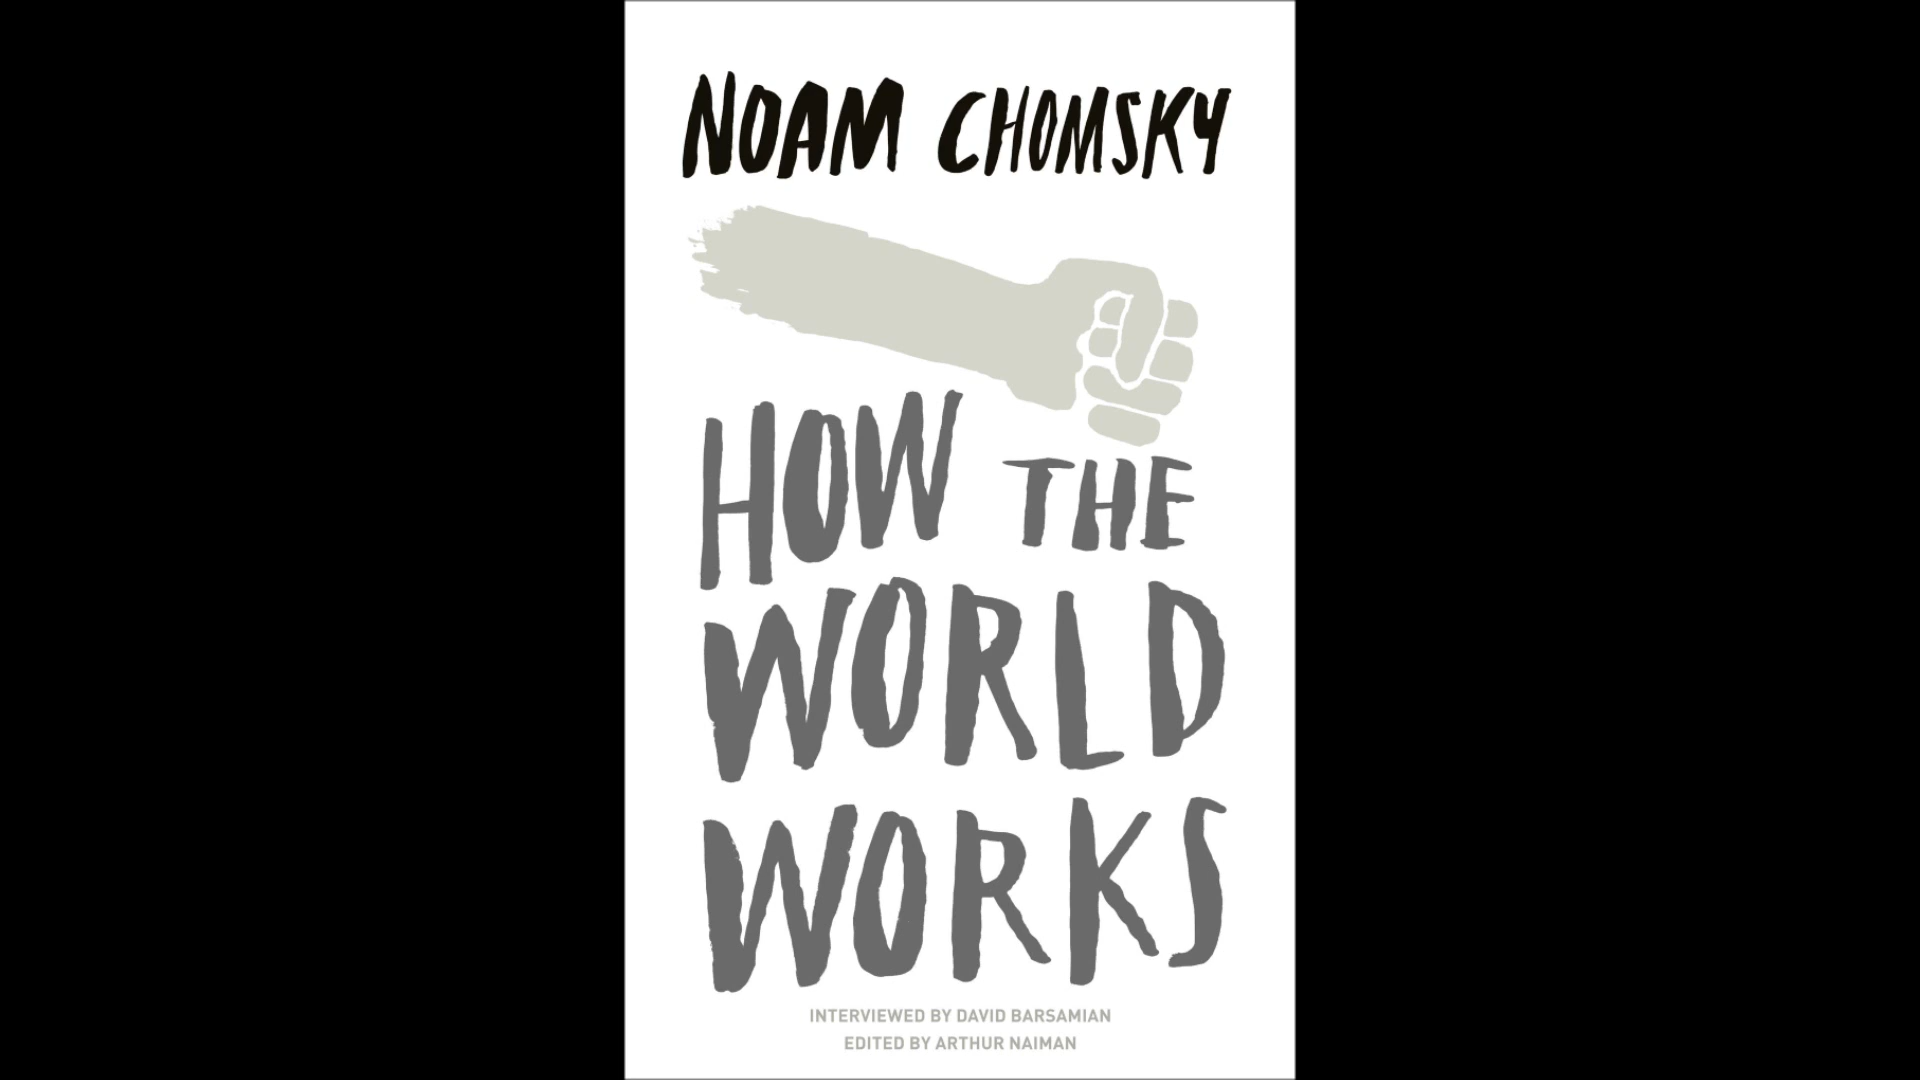 NOAM CHOMSKY
HOW THE
WORLD
WORKS
INTERVIEWED BY DAVID BARSAMIAN
EDITED BY ARTHUR NAIMAN